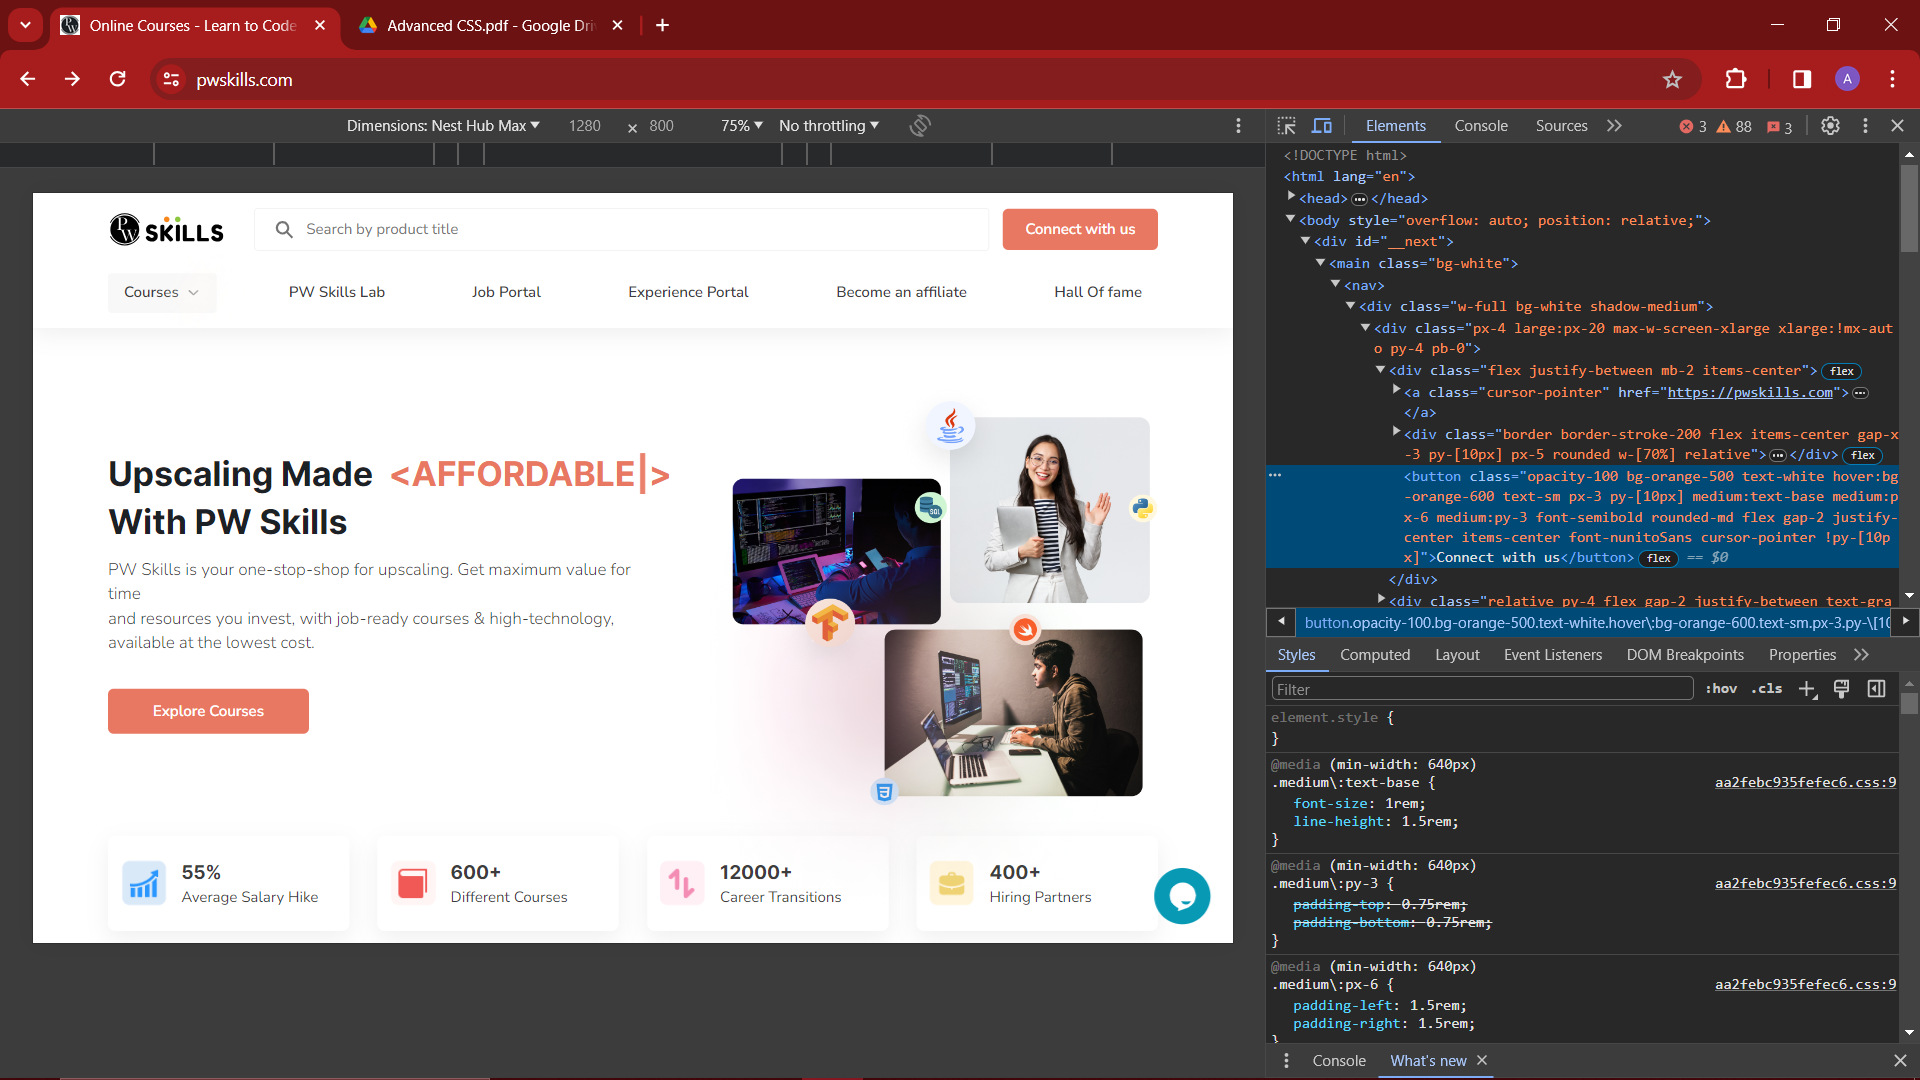 Online Courses - Learn to Code
Advanced CSS.pdf - Google Dri
pwskills.com
A
Dimensions: Nest Hub Max
1280 × 800
75%
No throttling
Elements
Console
Sources
3
88
3
PW SKILLS
Search by product title
Connect with us
Courses
PW Skills Lab
Job Portal
Experience Portal
Become an affiliate
Hall Of fame
Upscaling Made <AFFORDABLE|>
With PW Skills
PW Skills is your one-stop-shop for upscaling. Get maximum value for
time
and resources you invest, with job-ready courses & high-technology,
available at the lowest cost.
Explore Courses
SQL
55%
Average Salary Hike
600+
Different Courses
12000+
Career Transitions
400+
Hiring Partners
<!DOCTYPE html>
<html lang="en">
<head>…</head>
<body style="overflow: auto; position: relative;">
<div id="__next">
<main class="bg-white">
<nav>
<div class="w-full bg-white shadow-medium">
<div class="px-4 large:px-20 max-w-screen-xlarge xlarge:!mx-aut
o py-4 pb-0">
<div class="flex justify-between mb-2 items-center"> flex
<a class="cursor-pointer" href="https://pwskills.com">…
</a>
<div class="border border-stroke-200 flex items-center gap-x
-3 py-[10px] px-5 rounded w-[70%] relative">…</div> flex
<button class="opacity-100 bg-orange-500 text-white hover:bg
-orange-600 text-sm px-3 py-[10px] medium:text-base medium:p
x-6 medium:py-3 font-semibold rounded-md flex gap-2 justify-
center items-center font-nunitoSans cursor-pointer !py-[10p
x]">Connect with us</button> flex == $0
</div>
<div class="relative py-4 flex gap-2 justify-between text-gra
button.opacity-100.bg-orange-500.text-white.hover\:bg-orange-600.text-sm.px-3.py-\[10
Styles
Computed
Layout
Event Listeners
DOM Breakpoints
Properties
Filter
:hov
.cls
element.style {
}
@media (min-width: 640px)
.medium\:text-base {
aa2febc935fefec6.css:9
font-size: 1rem;
line-height: 1.5rem;
}
@media (min-width: 640px)
.medium\:py-3 {
aa2febc935fefec6.css:9
padding-top: 0.75rem;
padding-bottom: 0.75rem;
}
@media (min-width: 640px)
.medium\:px-6 {
aa2febc935fefec6.css:9
padding-left: 1.5rem;
padding-right: 1.5rem;
}
Console
What's new